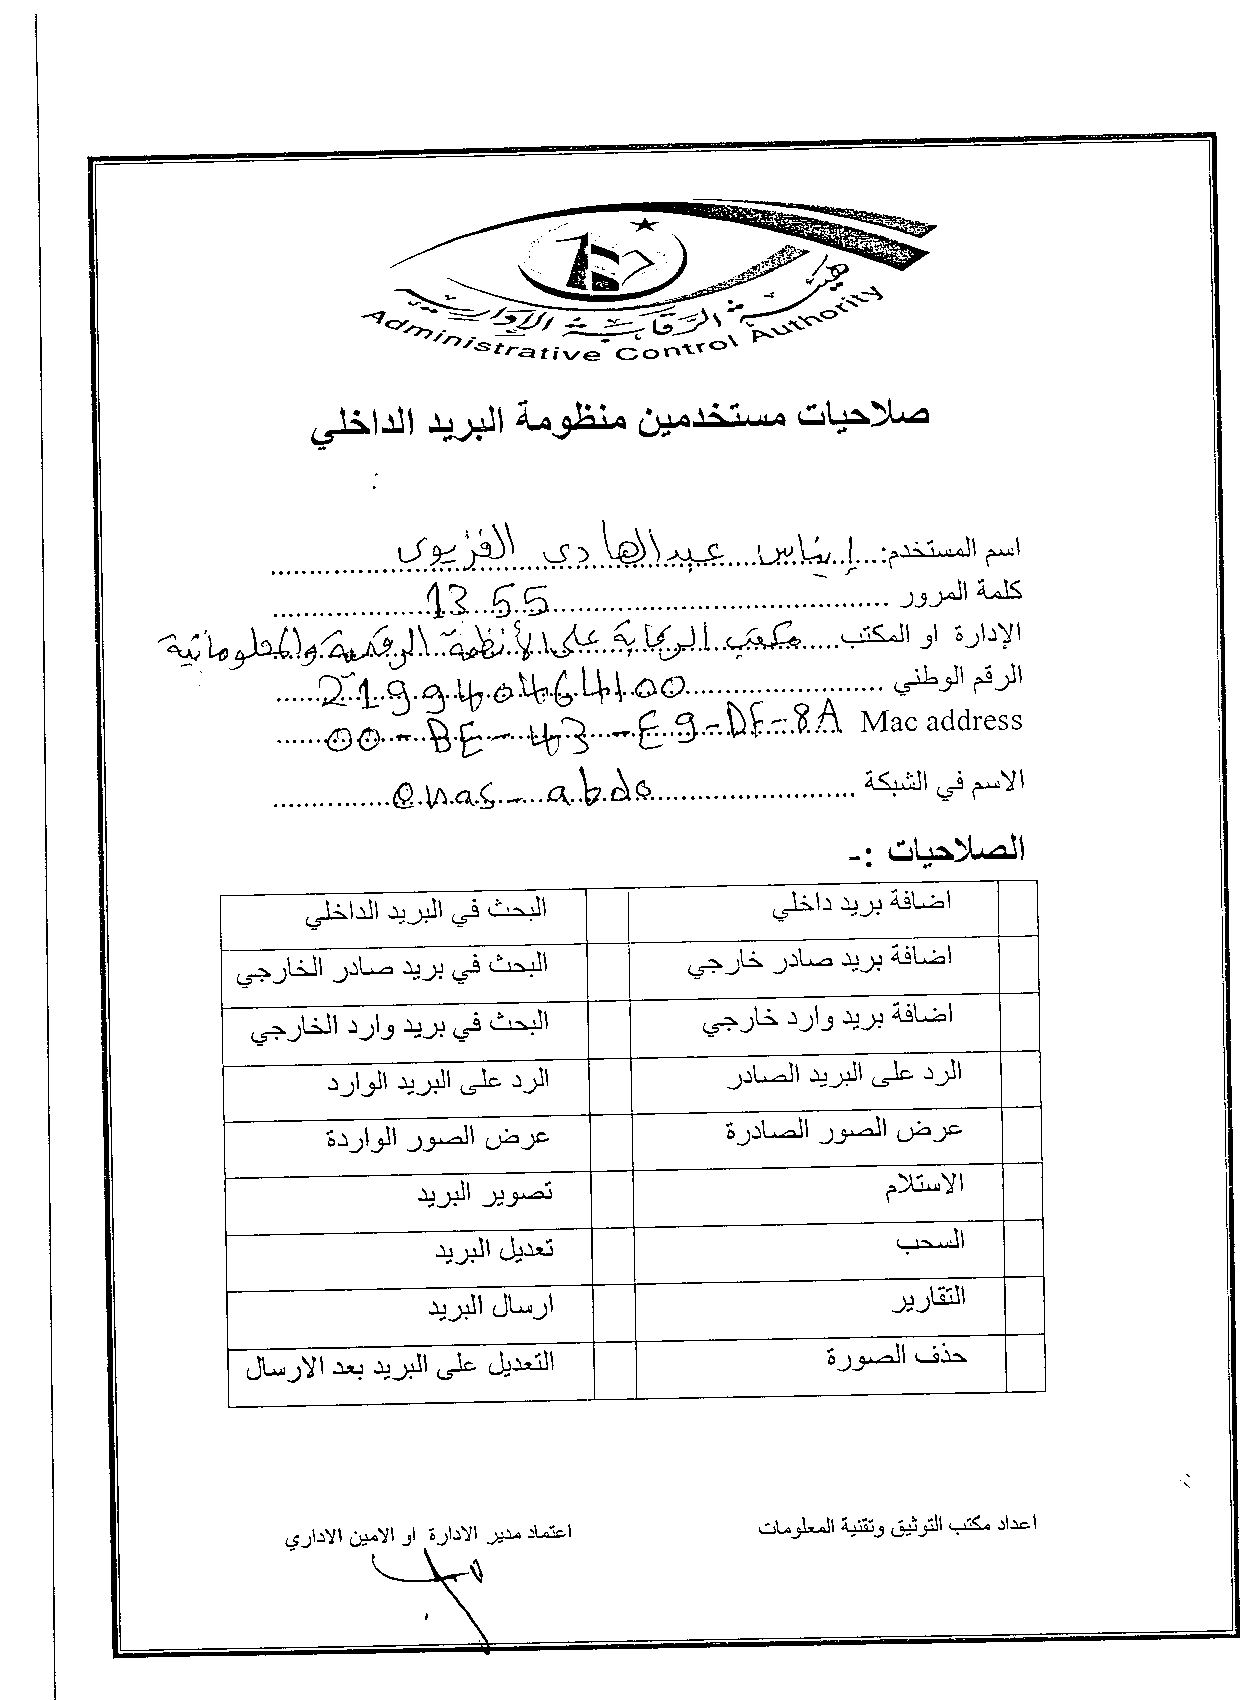 هيئة الرقابة الإدارية
Administrative Control Authority
صلاحيات مستخدمين منظومة البريد الداخلي
اسم المستخدم: إيناس عبدالهادي الفزيوي
كلمة المرور 1355
الإدارة او المكتب مكتب الرقابة على الأنظمة الرقمية والمعلوماتية
الرقم الوطني 219940464100
Mac address 00-BE-43-E9-DF-8A
الاسم في الشبكة enas-abdo
الصلاحيات :-
اضافة بريد داخلي البحث في البريد الداخلي
اضافة بريد صادر خارجي البحث في بريد صادر الخارجي
اضافة بريد وارد خارجي البحث في بريد وارد الخارجي
الرد على البريد الصادر الرد على البريد الوارد
عرض الصور الصادرة عرض الصور الواردة
الاستلام تصوير البريد
السحب تعديل البريد
التقارير ارسال البريد
حذف الصورة التعديل على البريد بعد الارسال
اعداد مكتب التوثيق وتقنية المعلومات اعتماد مدير الادارة او الامين الاداري